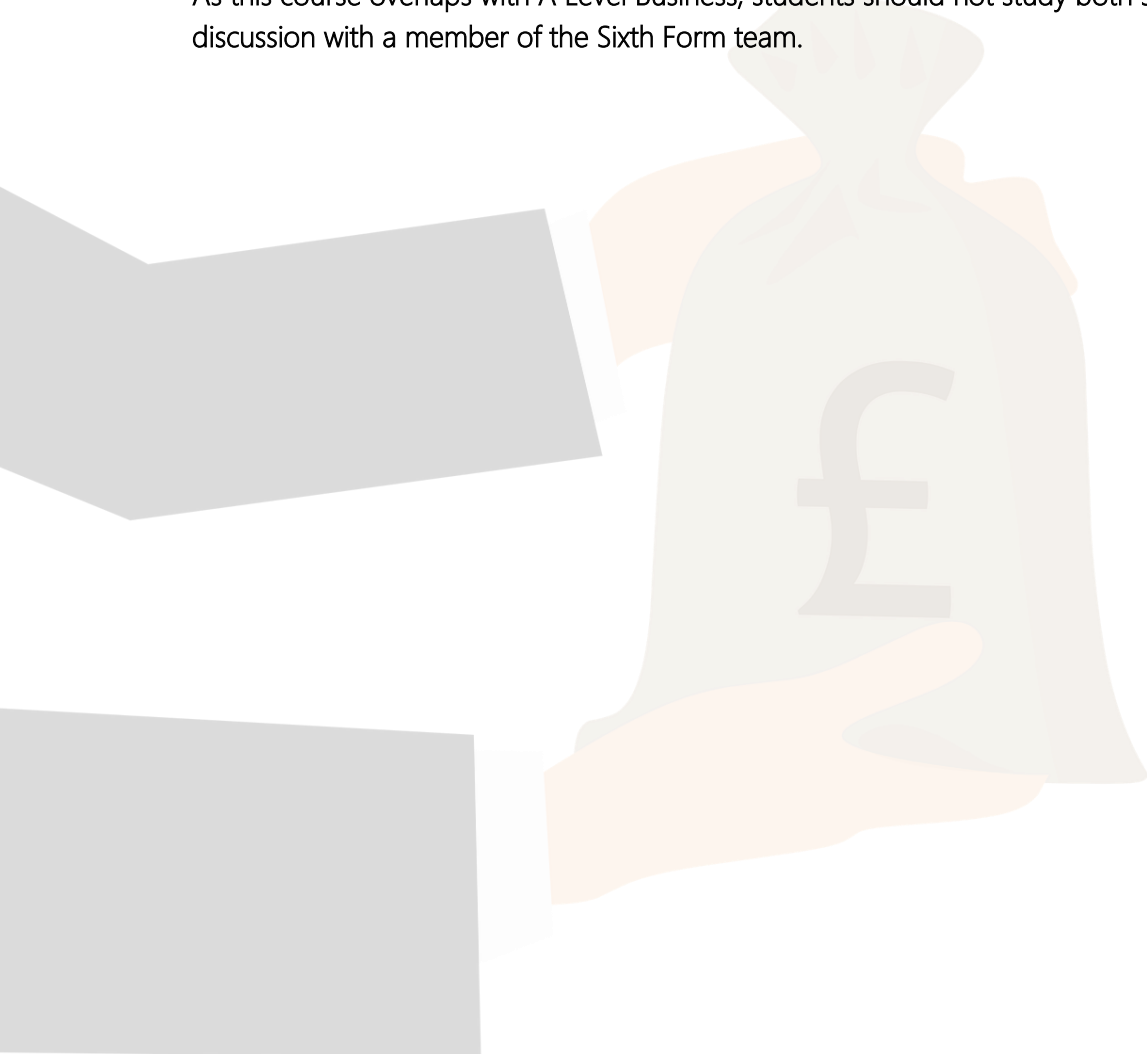 As this course overlaps with A Level Business, students should not study both
discussion with a member of the Sixth Form team.
£